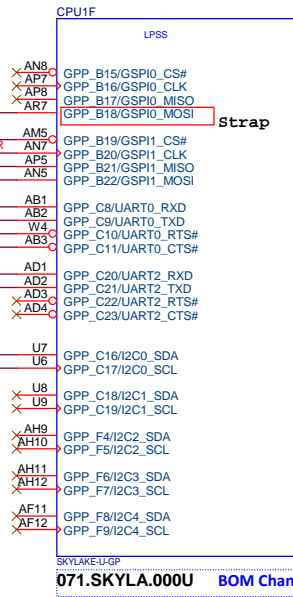 CPU1F
LPSS
AN8 GPP_B15/GSPI0_CS#
AP7 GPP_B16/GSPI0_CLK
AP8 GPP_B17/GSPI0_MISO
AR7 GPP_B18/GSPI0_MOSI
Strap
AM5 GPP_B19/GSPI1_CS#
R
AN7 GPP_B20/GSPI1_CLK
AP5 GPP_B21/GSPI1_MISO
AN5 GPP_B22/GSPI1_MOSI
AB1 GPP_C8/UART0_RXD
AB2 GPP_C9/UART0_TXD
W4 GPP_C10/UART0_RTS#
AB3 GPP_C11/UART0_CTS#
AD1 GPP_C20/UART2_RXD
AD2 GPP_C21/UART2_TXD
AD3 GPP_C22/UART2_RTS#
AD4 GPP_C23/UART2_CTS#
U7 GPP_C16/I2C0_SDA
U6 GPP_C17/I2C0_SCL
U8 GPP_C18/I2C1_SDA
U9 GPP_C19/I2C1_SCL
AH9 GPP_F4/I2C2_SDA
AH10 GPP_F5/I2C2_SCL
AH11 GPP_F6/I2C3_SDA
AH12 GPP_F7/I2C3_SCL
AF11 GPP_F8/I2C4_SDA
AF12 GPP_F9/I2C4_SCL
SKYLAKE-U-GP
071.SKYLA.000U BOM Chan